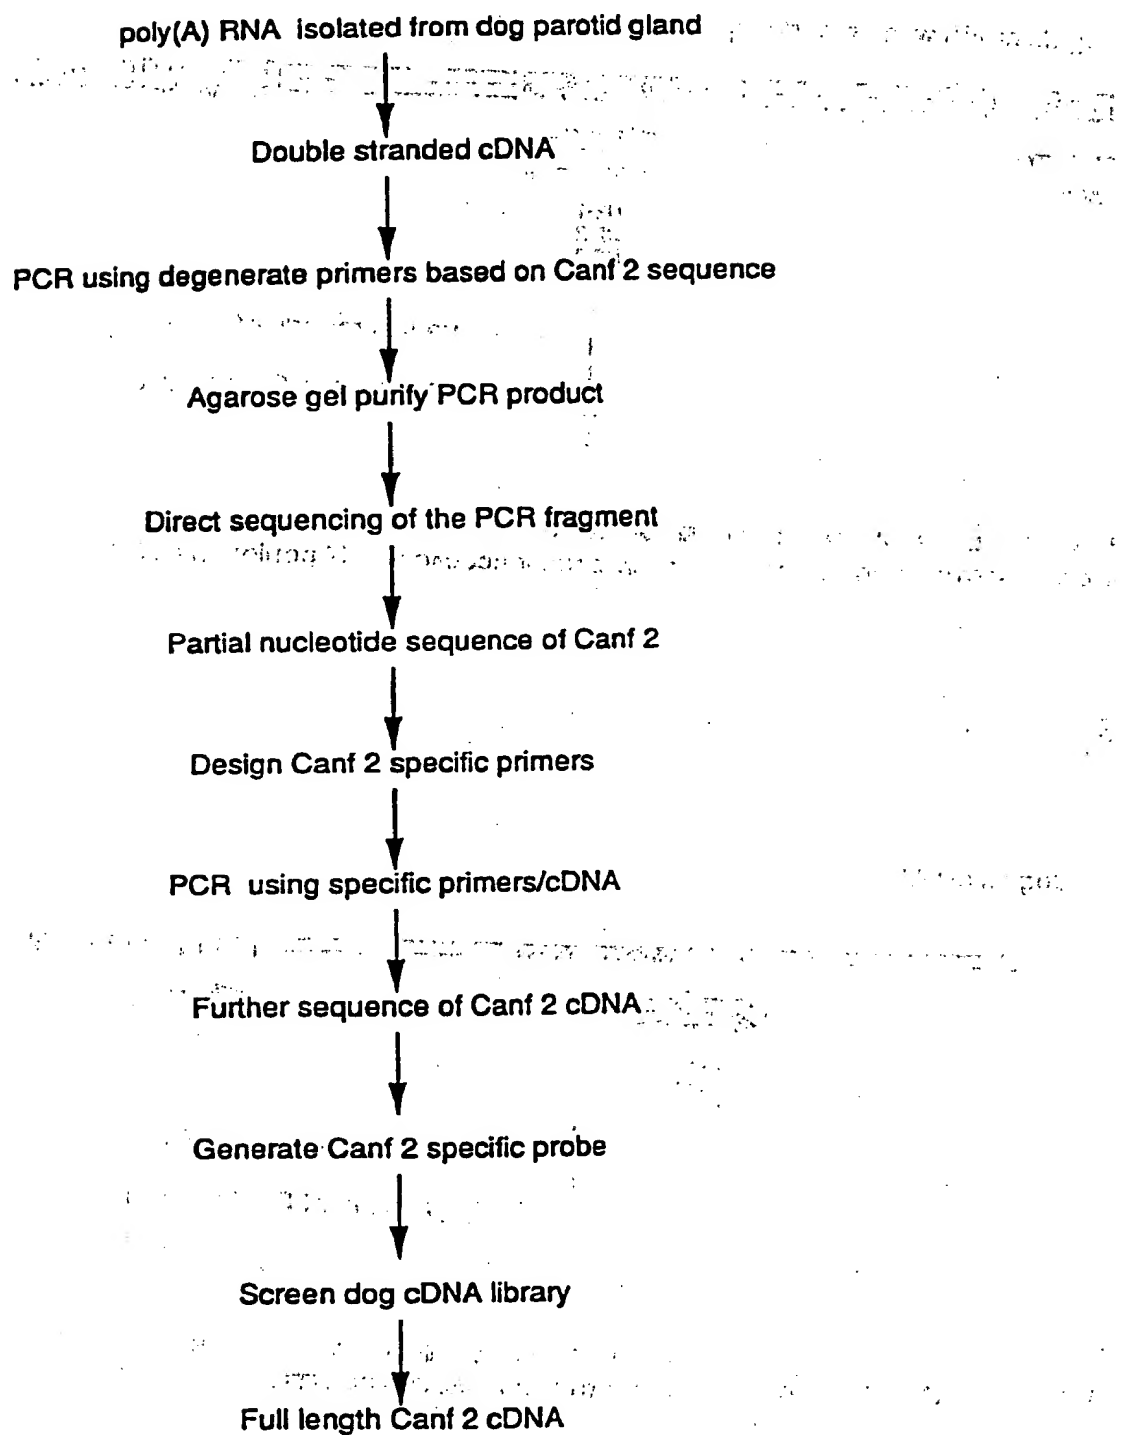 poly(A) RNA isolated from dog parotid gland
Double stranded cDNA
PCR using degenerate primers based on Canf 2 sequence
Agarose gel purify PCR product
Direct sequencing of the PCR fragment
Partial nucleotide sequence of Canf 2
Design Canf 2 specific primers
PCR using specific primers/cDNA
Further sequence of Canf 2 cDNA
Generate Canf 2 specific probe
Screen dog cDNA library
Full length Canf 2 cDNA